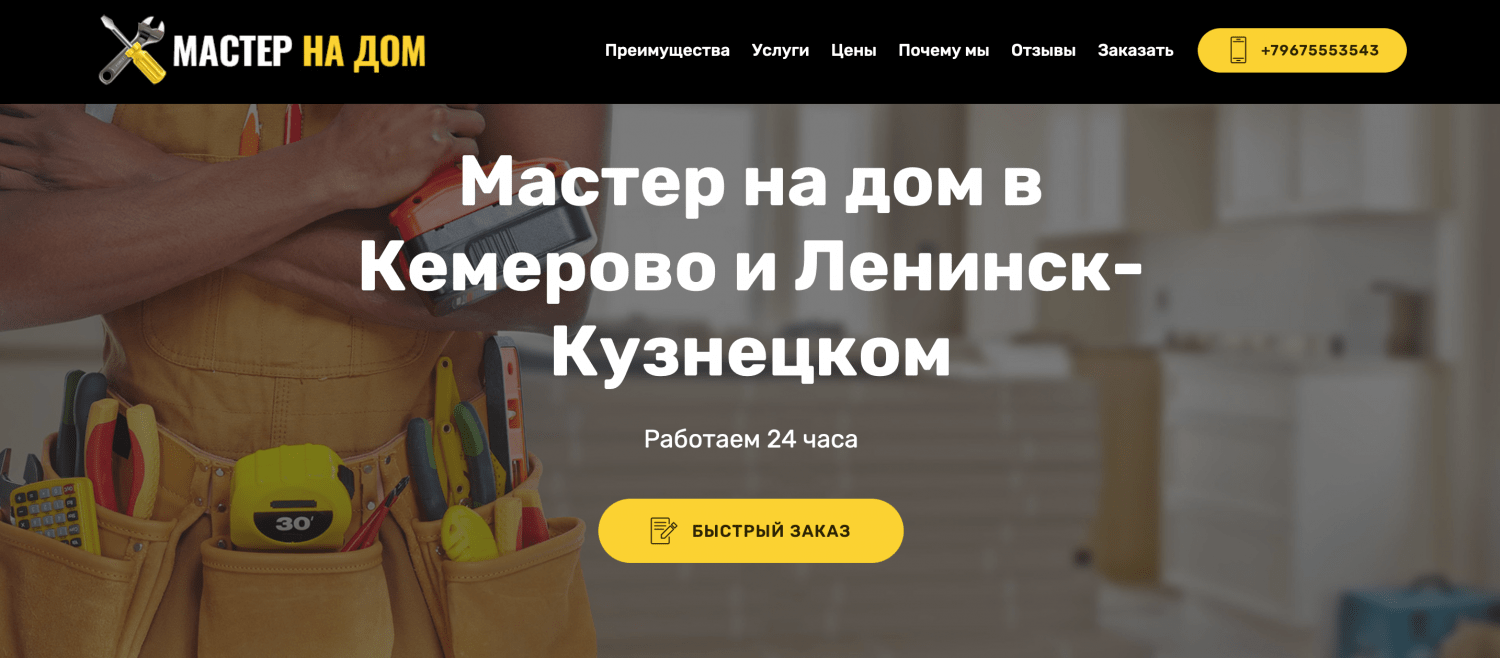 МАСТЕР НА ДОМ
Преимущества Услуги Цены Почему мы Отзывы Заказать +79675553543
Мастер на дом в
Кемерово и Ленинск-
Кузнецком
Работаем 24 часа
30'
БЫСТРЫЙ ЗАКАЗ